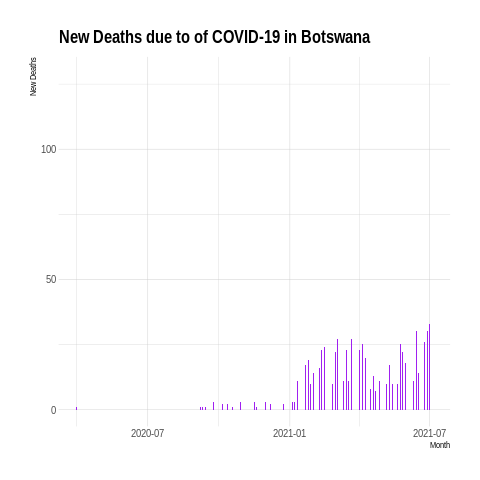 New Deaths due to of COVID-19 in Botswana
New Deaths
100
50
0
2020-07 2021-01 2021-07
Month